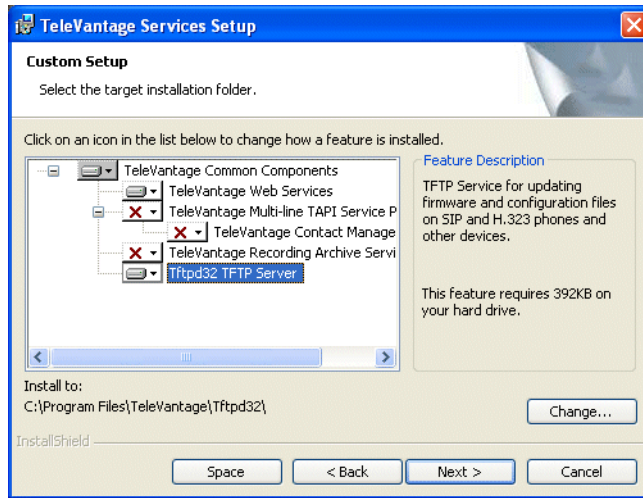 TeleVantage Services Setup
Custom Setup
Select the target installation folder.
Click on an icon in the list below to change how a feature is installed.
TeleVantage Common Components
TeleVantage Web Services
TeleVantage Multi-line TAPI Service P
TeleVantage Contact Manage
TeleVantage Recording Archive Servi
Tftpd32 TFTP Server
Feature Description
TFTP Service for updating
firmware and configuration files
on SIP and H.323 phones and
other devices.
This feature requires 392KB on
your hard drive.
Install to:
C:\Program Files\TeleVantage\Tftpd32\
Change...
InstallShield
Space
< Back
Next >
Cancel